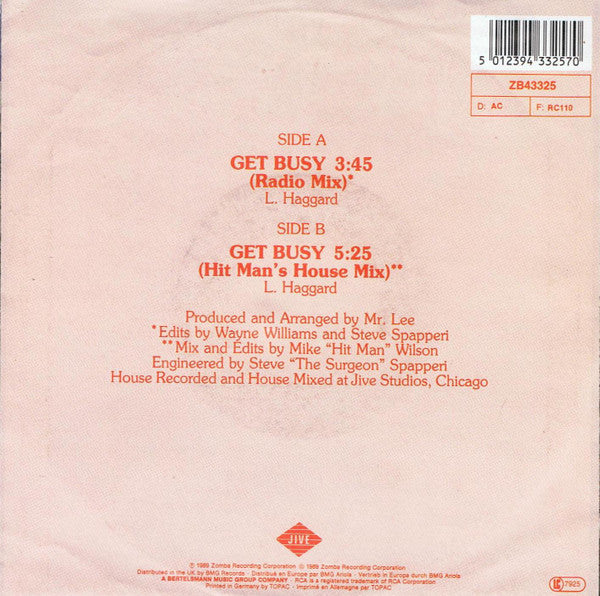 5 012394 332570
ZB43325
D: AC
F: RC110
SIDE A
GET BUSY 3:45
(Radio Mix)*
L. Haggard
SIDE B
GET BUSY 5:25
(Hit Man's House Mix)**
L. Haggard
Produced and Arranged by Mr. Lee
*Edits by Wayne Williams and Steve Spapperi
**Mix and Edits by Mike "Hit Man" Wilson
Engineered by Steve "The Surgeon" Spapperi
House Recorded and House Mixed at Jive Studios, Chicago
JIVE
℗ 1989 Zomba Recording Corporation © 1989 Zomba Recording Corporation
Distributed in the UK by BMG Records · Distribué en Europe par BMG Ariola · Vertrieb in Europa durch BMG Ariola
A BERTELSMANN MUSIC GROUP COMPANY · RCA is a registered trademark of RCA Corporation
Printed in Germany by TOPAC · Imprimé en Allemagne par TOPAC
LC 7925